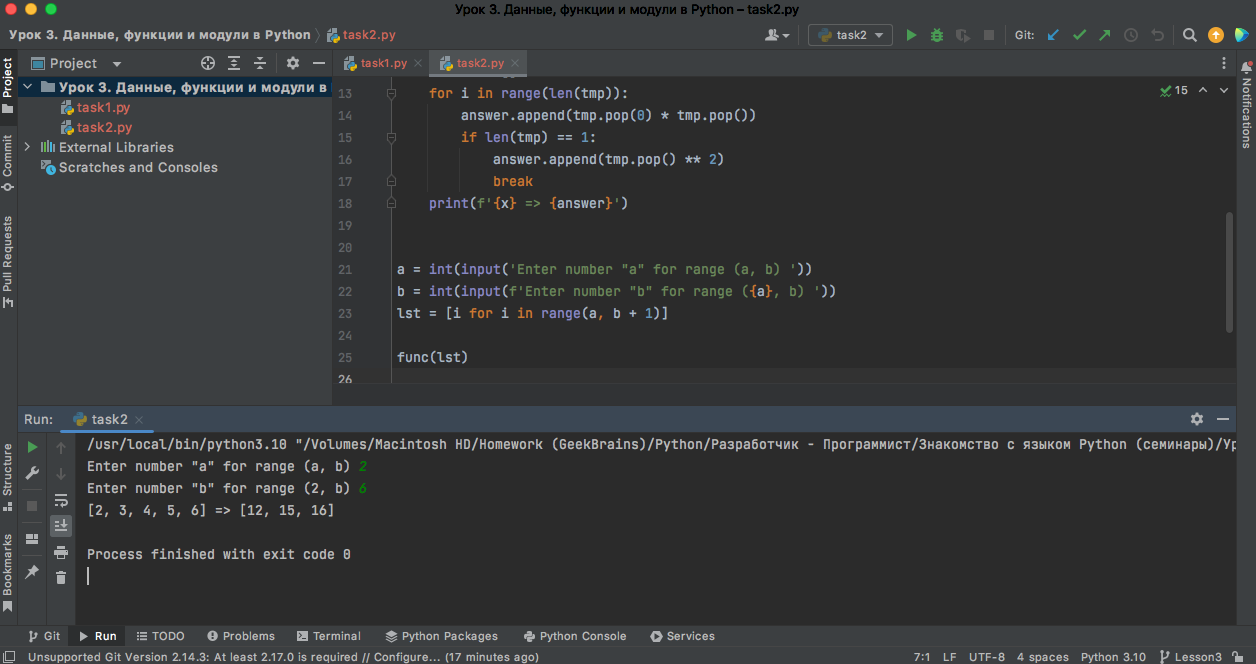 Урок 3. Данные, функции и модули в Python – task2.py
Урок 3. Данные, функции и модули в Python
task2.py
task2
Git:
Project
Project
task1.py
task2.py
Урок 3. Данные, функции и модули в
task1.py
task2.py
External Libraries
Scratches and Consoles
Commit
Pull Requests
Structure
Bookmarks
Notifications
15
13 for i in range(len(tmp)):
14 answer.append(tmp.pop(0) * tmp.pop())
15 if len(tmp) == 1:
16 answer.append(tmp.pop() ** 2)
17 break
18 print(f'{x} => {answer}')
19
20
21 a = int(input('Enter number "a" for range (a, b) '))
22 b = int(input(f'Enter number "b" for range ({a}, b) '))
23 lst = [i for i in range(a, b + 1)]
24
25 func(lst)
26
Run:
task2
/usr/local/bin/python3.10 "/Volumes/Macintosh HD/Homework (GeekBrains)/Python/Разработчик - Программист/Знакомство с языком Python (семинары)/Ур
Enter number "a" for range (a, b) 2
Enter number "b" for range (2, b) 6
[2, 3, 4, 5, 6] => [12, 15, 16]
Process finished with exit code 0
Git
Run
TODO
Problems
Terminal
Python Packages
Python Console
Services
Unsupported Git Version 2.14.3: At least 2.17.0 is required // Configure... (17 minutes ago)
7:1
LF
UTF-8
4 spaces
Python 3.10
Lesson3